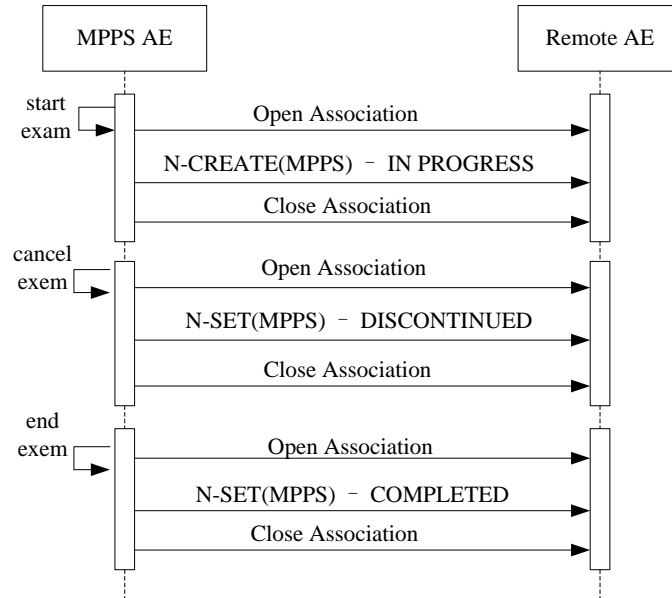 MPPS AE
Remote AE
start
exam
Open Association
N-CREATE(MPPS) – IN PROGRESS
Close Association
cancel
exem
Open Association
N-SET(MPPS) – DISCONTINUED
Close Association
end
exem
Open Association
N-SET(MPPS) – COMPLETED
Close Association